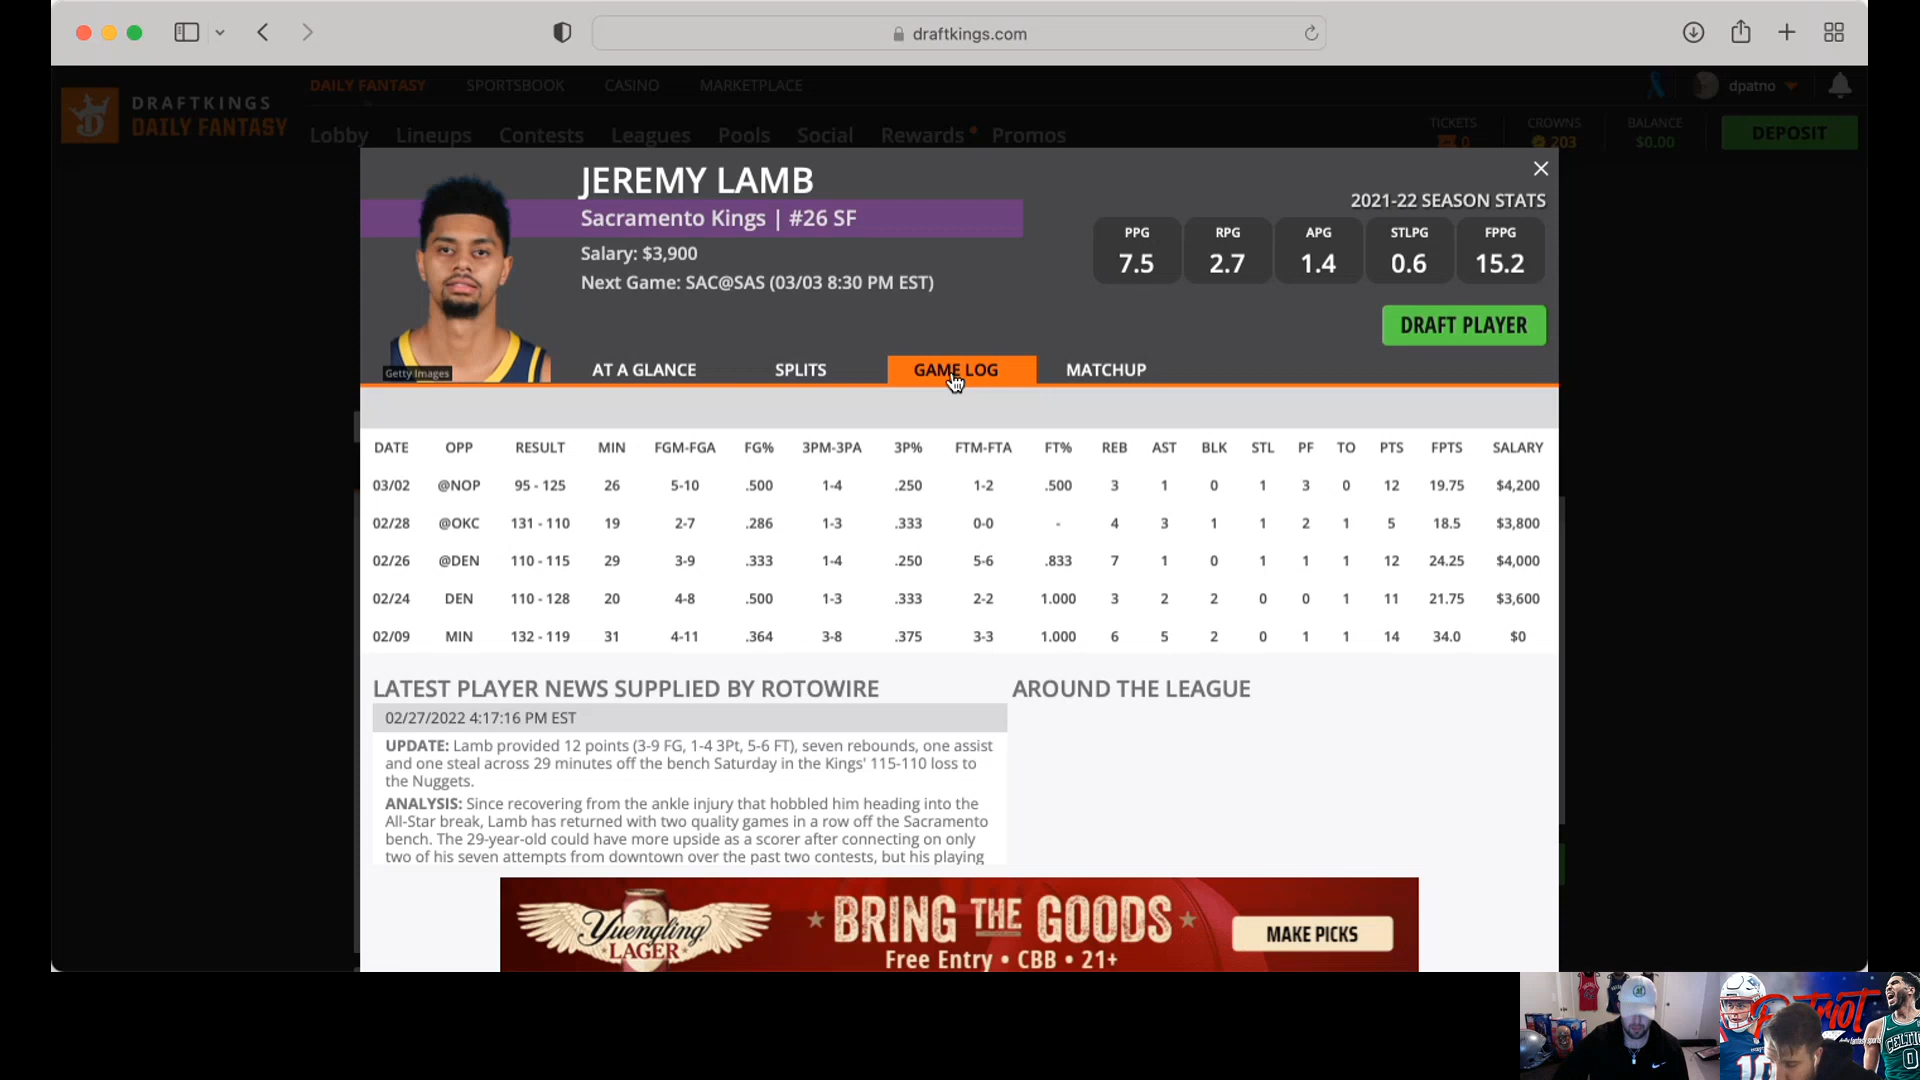 draftkings.com
DRAFTKINGS
DAILY FANTASY
DAILY FANTASY SPORTSBOOK CASINO MARKETPLACE
dpatno
Lobby Lineups Contests Leagues Pools Social Rewards Promos
TICKETS CROWNS BALANCE
0 203 $0.00
DEPOSIT
JEREMY LAMB
Sacramento Kings | #26 SF
Salary: $3,900
Next Game: SAC@SAS (03/03 8:30 PM EST)
Getty Images
2021-22 SEASON STATS
PPG RPG APG STLPG FPPG
7.5 2.7 1.4 0.6 15.2
DRAFT PLAYER
AT A GLANCE SPLITS GAME LOG MATCHUP
DATE OPP RESULT MIN FGM-FGA FG% 3PM-3PA 3P% FTM-FTA FT% REB AST BLK STL PF TO PTS FPTS SALARY
03/02 @NOP 95 - 125 26 5-10 .500 1-4 .250 1-2 .500 3 1 0 1 3 0 12 19.75 $4,200
02/28 @OKC 131 - 110 19 2-7 .286 1-3 .333 0-0 - 4 3 1 1 2 1 5 18.5 $3,800
02/26 @DEN 110 - 115 29 3-9 .333 1-4 .250 5-6 .833 7 1 0 1 1 1 12 24.25 $4,000
02/24 DEN 110 - 128 20 4-8 .500 1-3 .333 2-2 1.000 3 2 2 0 0 1 11 21.75 $3,600
02/09 MIN 132 - 119 31 4-11 .364 3-8 .375 3-3 1.000 6 5 2 0 1 1 14 34.0 $0
LATEST PLAYER NEWS SUPPLIED BY ROTOWIRE
02/27/2022 4:17:16 PM EST
UPDATE: Lamb provided 12 points (3-9 FG, 1-4 3Pt, 5-6 FT), seven rebounds, one assist
and one steal across 29 minutes off the bench Saturday in the Kings' 115-110 loss to
the Nuggets.
ANALYSIS: Since recovering from the ankle injury that hobbled him heading into the
All-Star break, Lamb has returned with two quality games in a row off the Sacramento
bench. The 29-year-old could have more upside as a scorer after connecting on only
two of his seven attempts from downtown over the past two contests, but his playing
AROUND THE LEAGUE
Yuengling
LAGER
BRING THE GOODS
Free Entry • CBB • 21+
MAKE PICKS